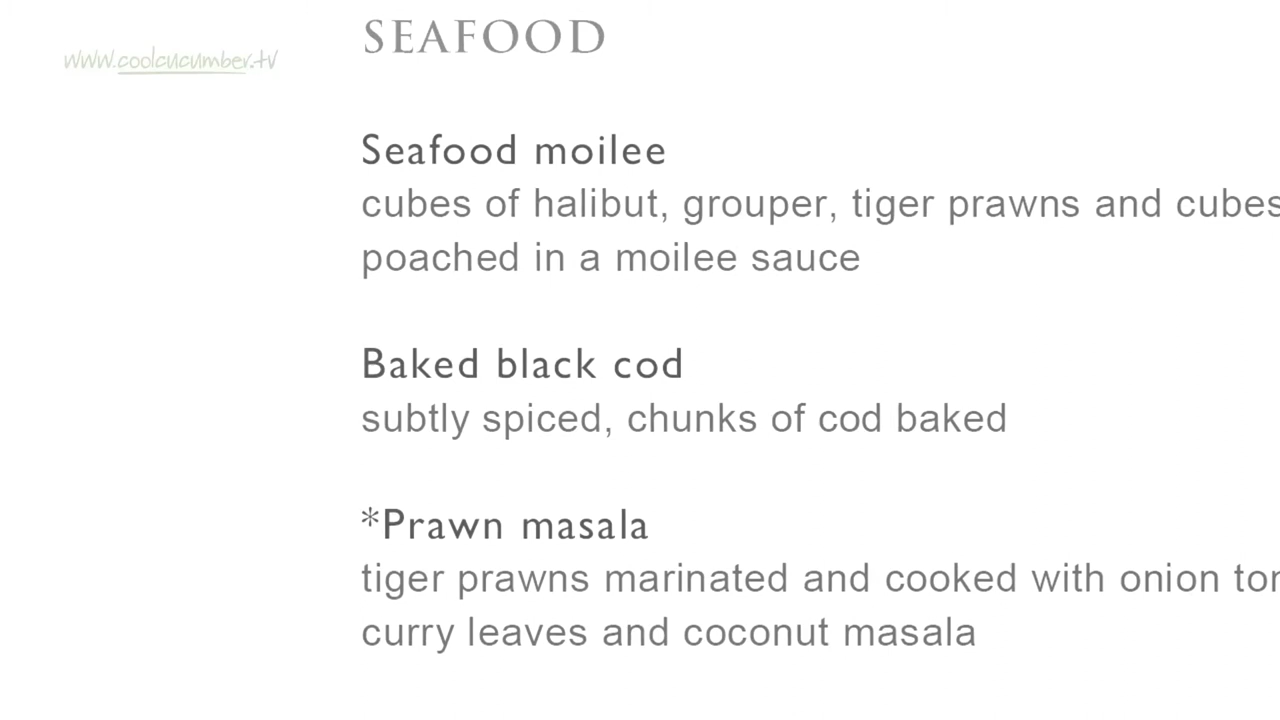 SEAFOOD
www.coolcucumber.tv
Seafood moilee
cubes of halibut, grouper, tiger prawns and cubes
poached in a moilee sauce
Baked black cod
subtly spiced, chunks of cod baked
*Prawn masala
tiger prawns marinated and cooked with onion
curry leaves and coconut masala